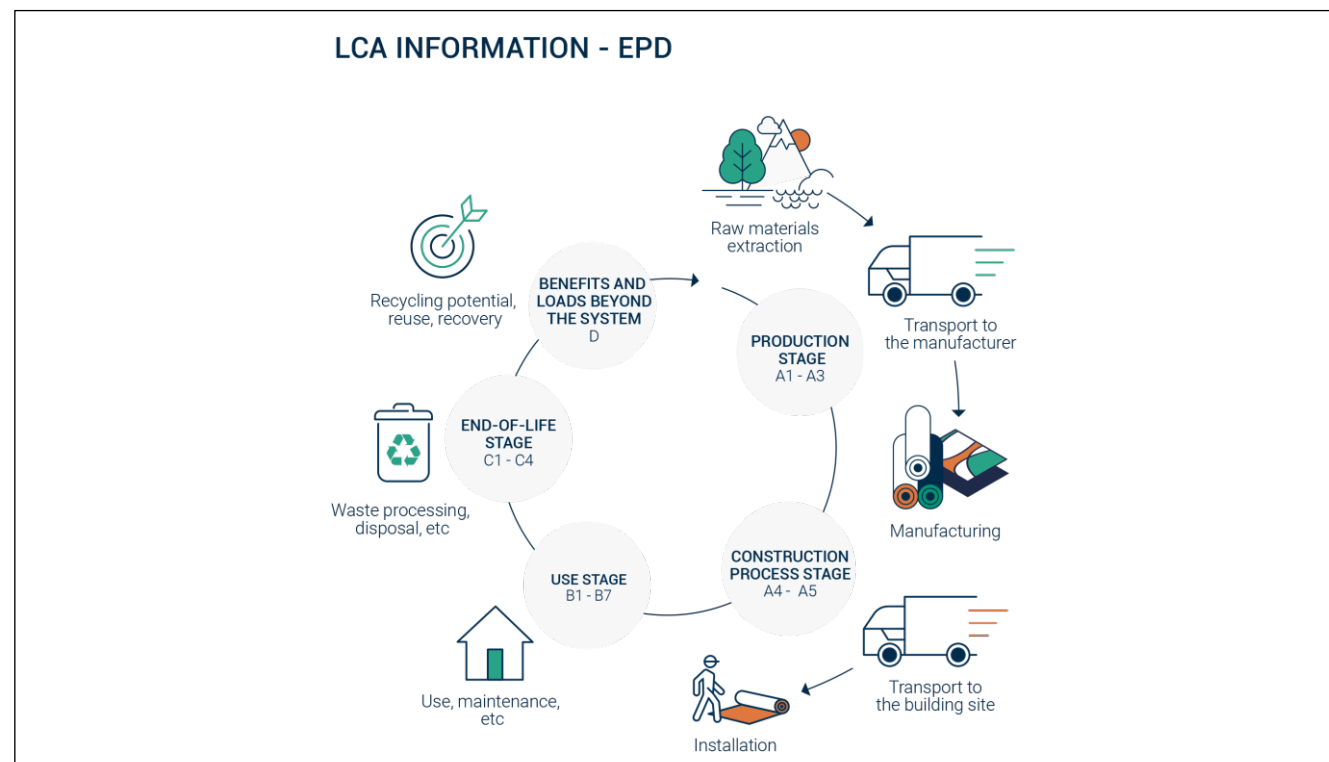 LCA INFORMATION - EPD
Raw materials
extraction
Transport to
the manufacturer
Manufacturing
PRODUCTION
STAGE
A1 - A3
CONSTRUCTION
PROCESS STAGE
A4 - A5
Transport to
the building site
Installation
USE STAGE
B1 - B7
Use, maintenance,
etc
END-OF-LIFE
STAGE
C1 - C4
Waste processing,
disposal, etc
BENEFITS AND
LOADS BEYOND
THE SYSTEM
D
Recycling potential,
reuse, recovery